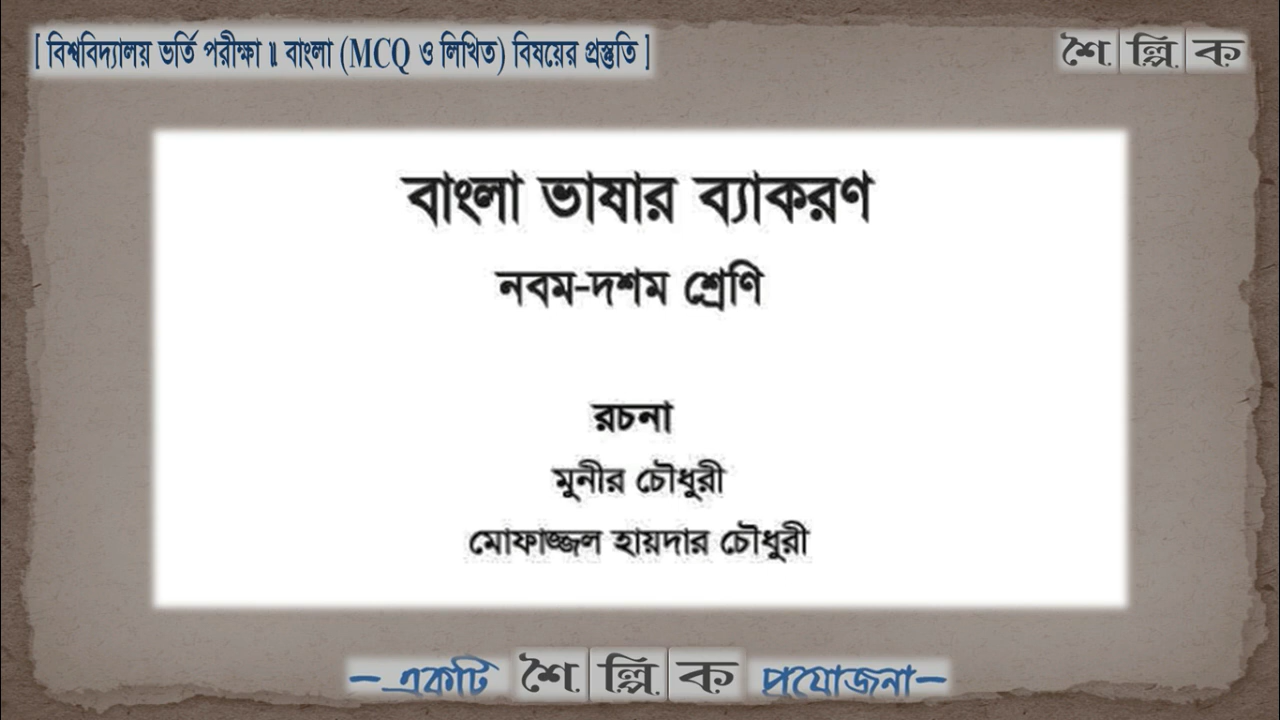 [ বিশ্ববিদ্যালয় ভর্তি পরীক্ষা ॥ বাংলা (MCQ ও লিখিত) বিষয়ের প্রস্তুতি ]
শৈল্পিক
বাংলা ভাষার ব্যাকরণ
নবম-দশম শ্রেণি
রচনা
মুনীর চৌধুরী
মোফাজ্জল হায়দার চৌধুরী
–একটি শৈল্পিক প্রযোজনা–